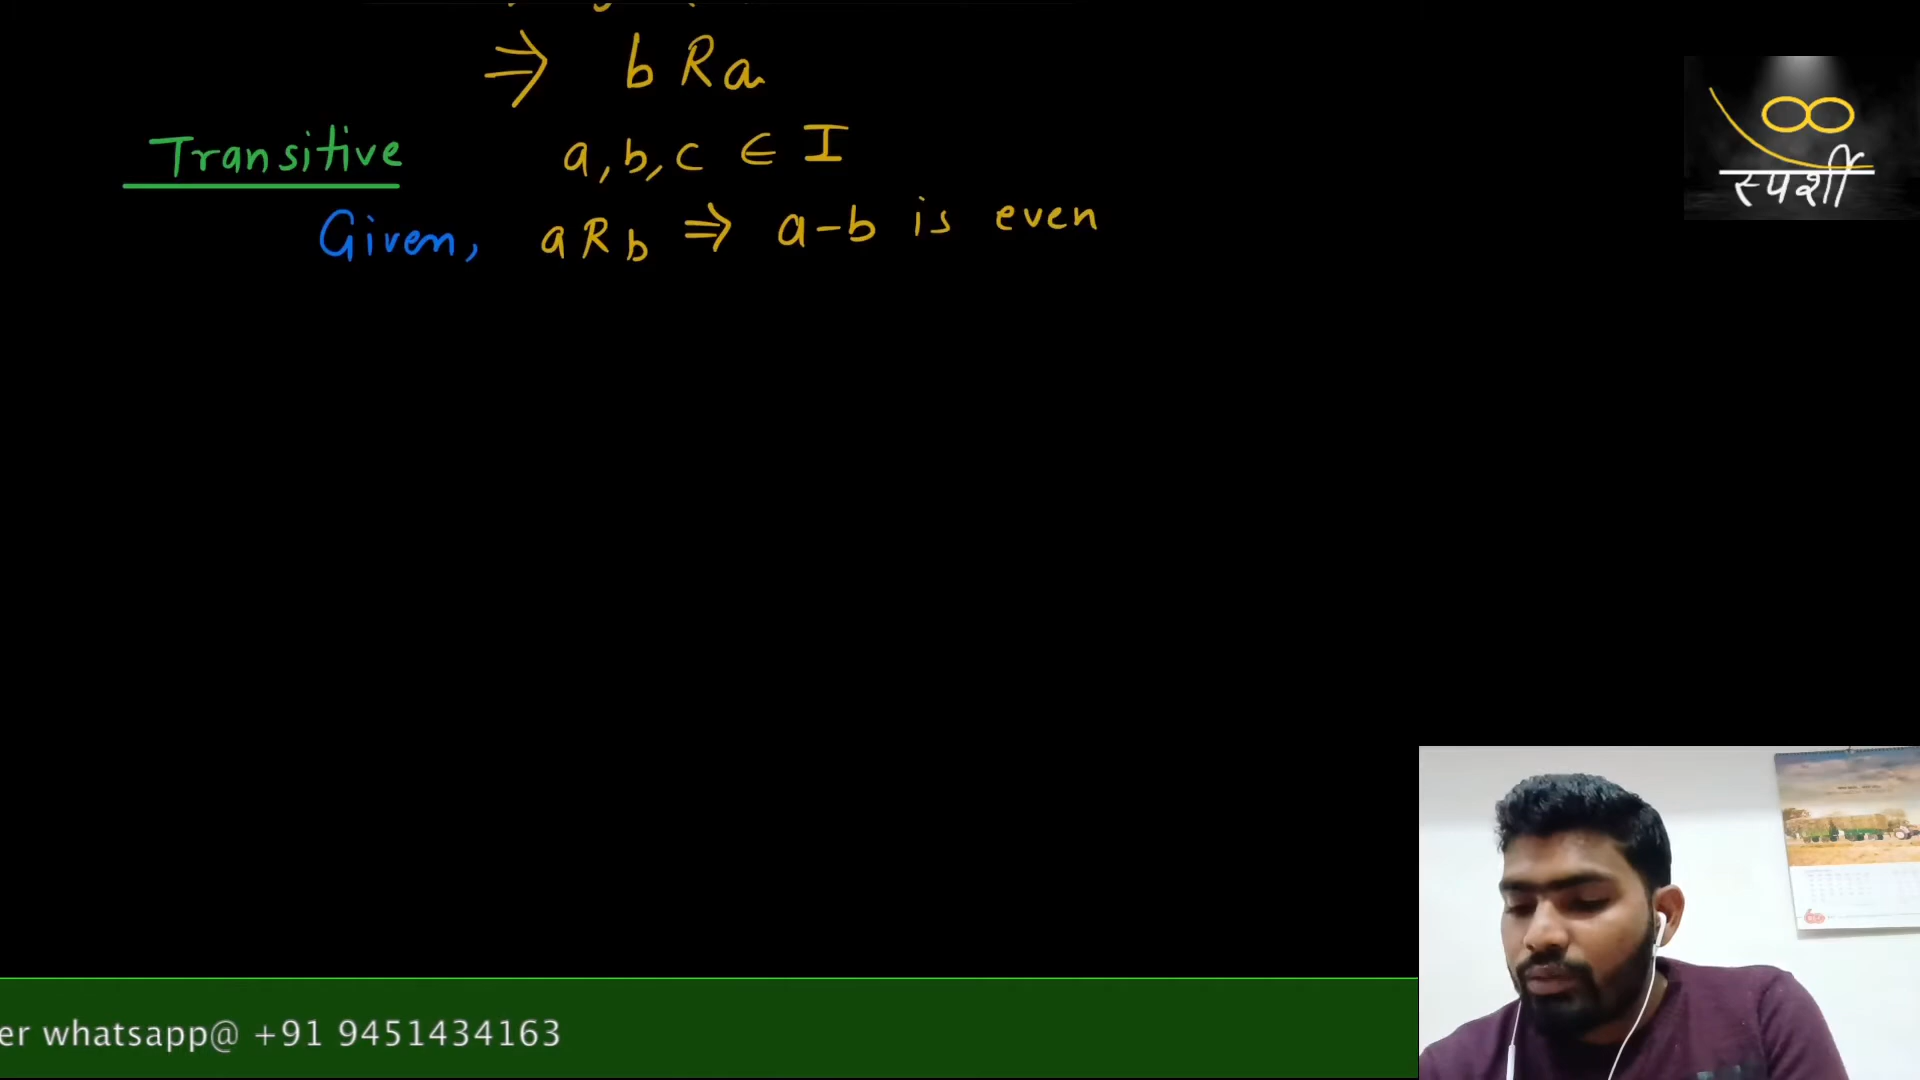 ⇒ b R a
Transitive a, b, c ∈ I
Given, a R b ⇒ a - b is even
स्पर्शी
er whatsapp@ +91 9451434163